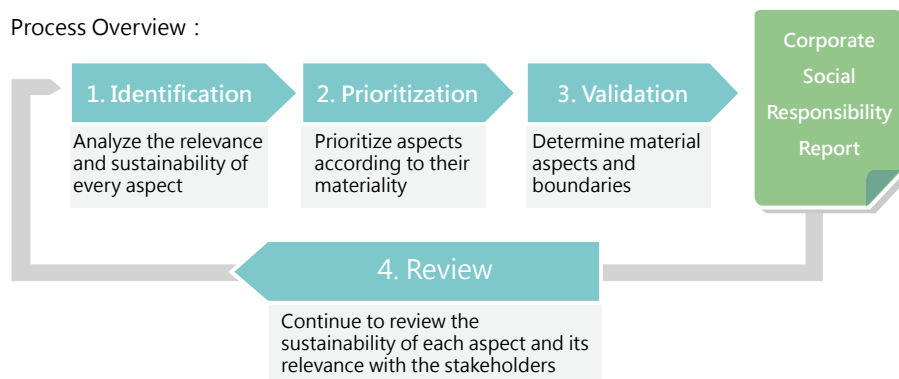 Process Overview：
Corporate
Social
Responsibility
Report
1. Identification
Analyze the relevance
and sustainability of
every aspect
2. Prioritization
Prioritize aspects
according to their
materiality
3. Validation
Determine material
aspects and
boundaries
4. Review
Continue to review the
sustainability of each aspect and its
relevance with the stakeholders